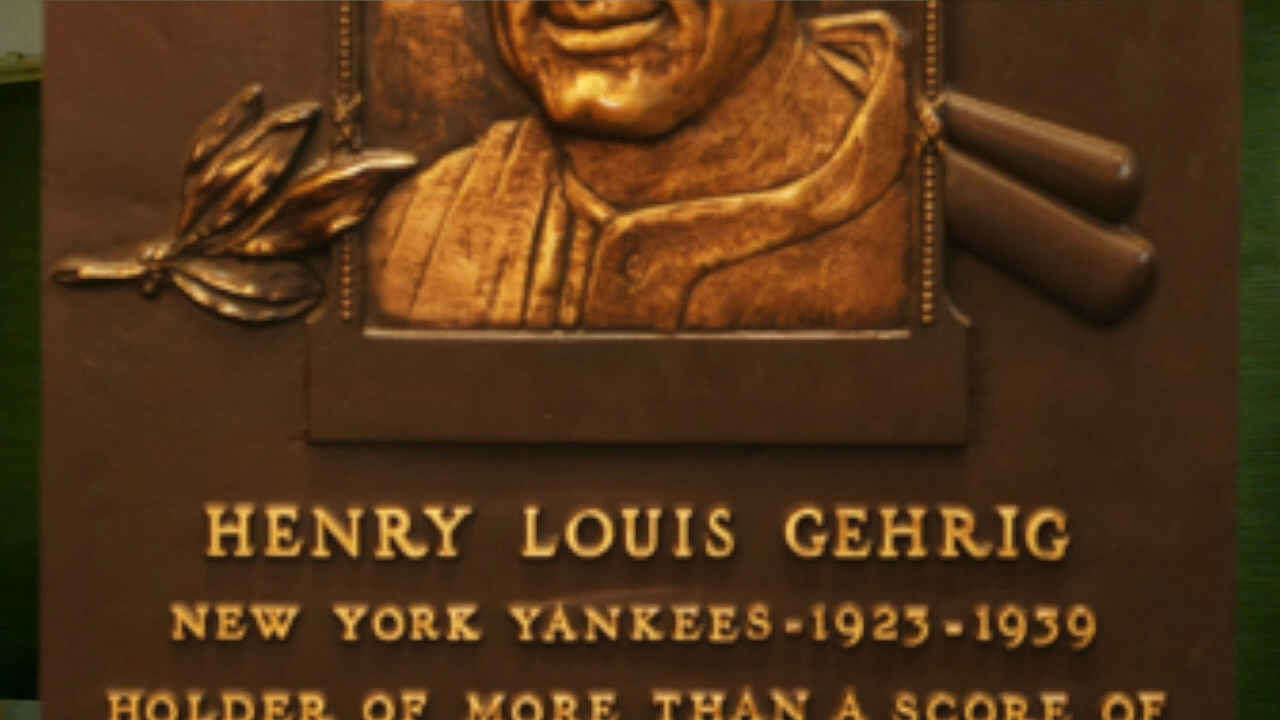 HENRY LOUIS GEHRIG
NEW YORK YANKEES-1923-1939
HOLDER OF MORE THAN A SCORE OF